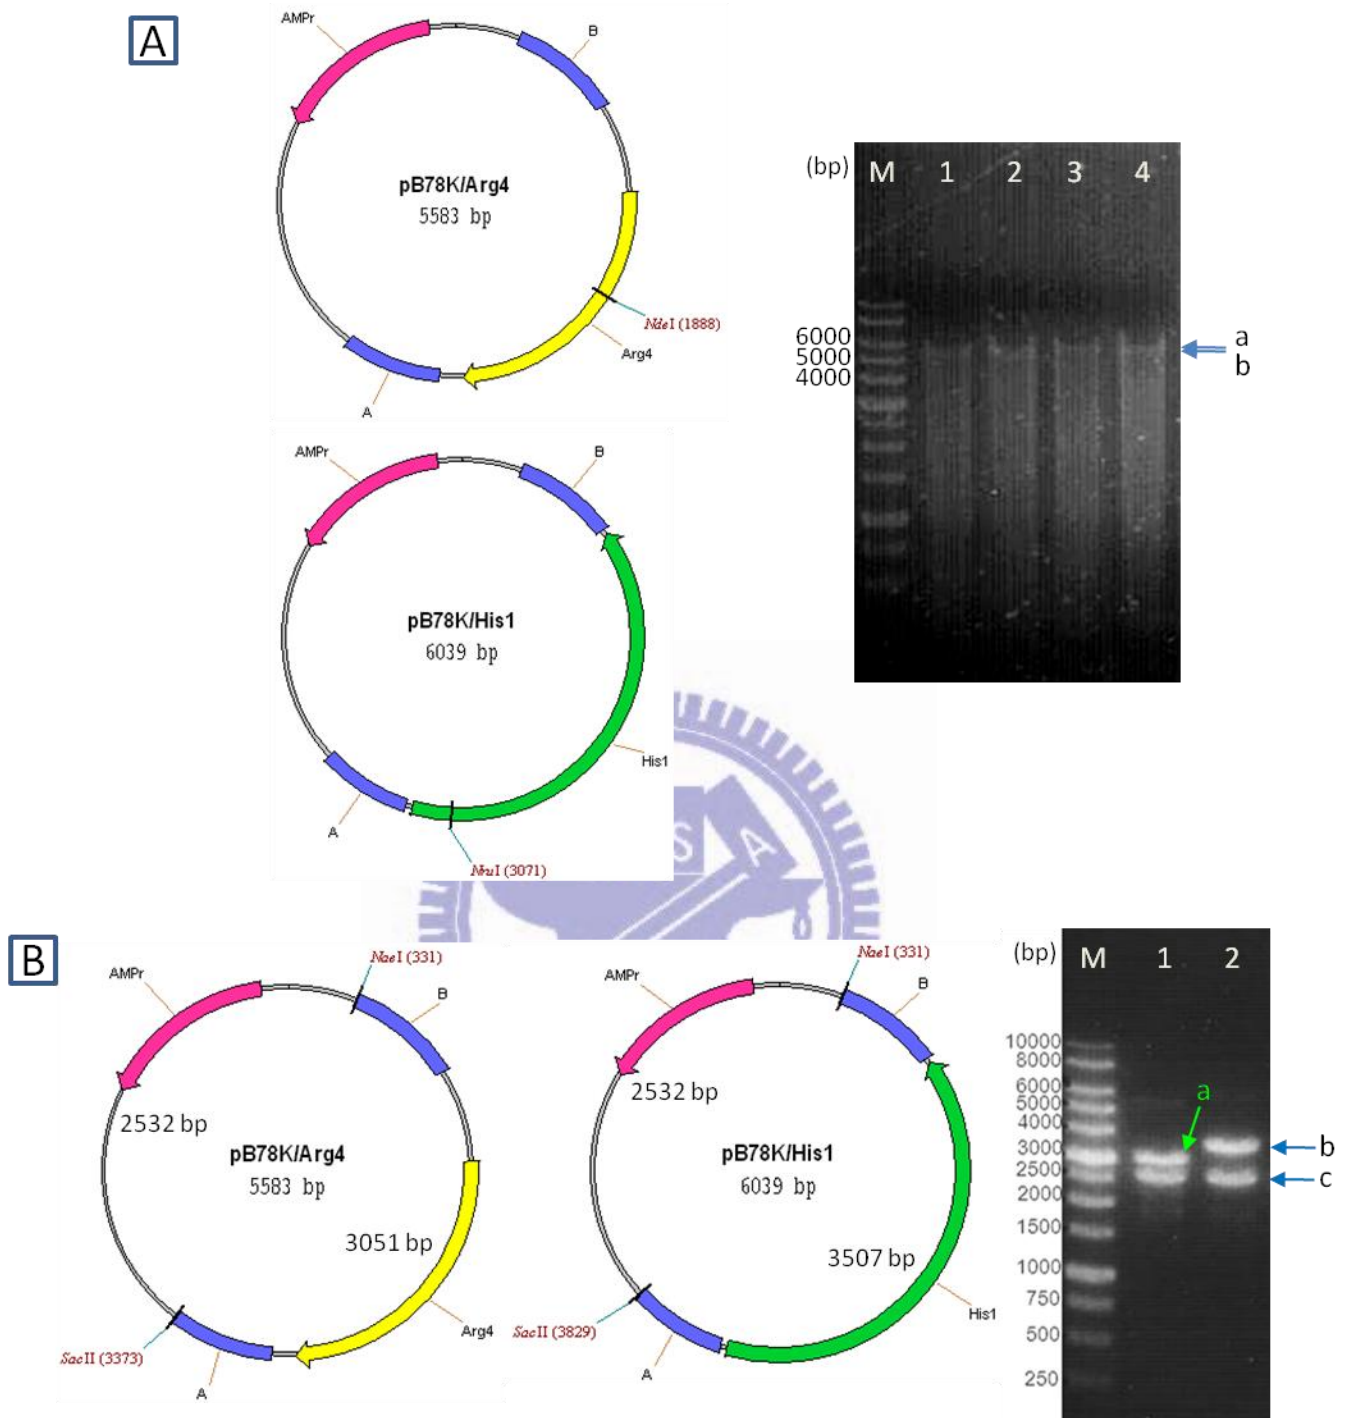 A
AMPr
B
pB78K/Arg4
5583 bp
NdeI (1888)
Arg4
A
(bp)
M 1 2 3 4
6000
5000
4000
a
b
AMPr
B
pB78K/His1
6039 bp
His1
A
NruI (3071)
S
A
B
NaeI (331)
AMPr
B
2532 bp
pB78K/Arg4
5583 bp
3051 bp
Arg4
SacII (3373)
A
NaeI (331)
AMPr
B
2532 bp
pB78K/His1
6039 bp
3507 bp
His1
SacII (3829)
A
(bp)
M 1 2
10000
8000
6000
5000
4000
3000
2500
2000
1500
1000
750
500
250
a
b
c